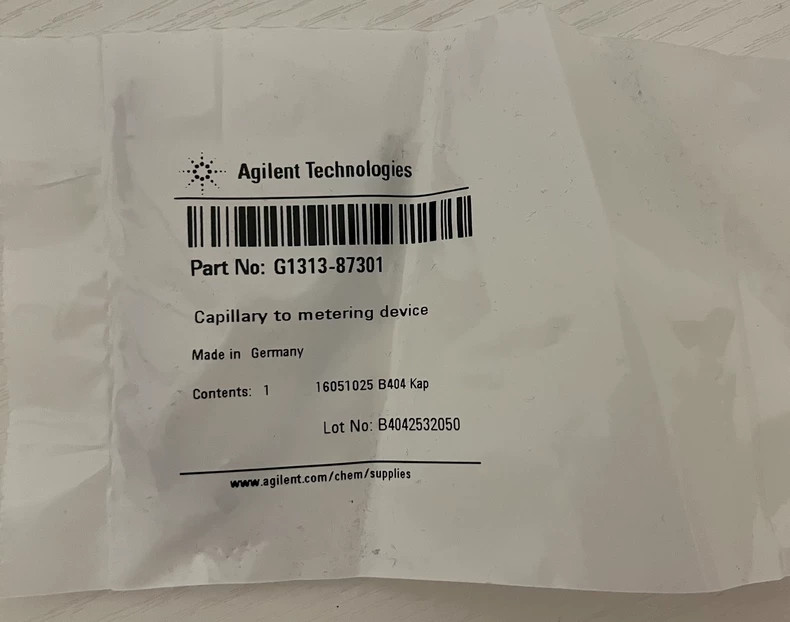 Agilent Technologies
Part No: G1313-87301
Capillary to metering device
Made in Germany
Contents: 1 16051025 B404 Kap
Lot No: B4042532050
www.agilent.com/chem/supplies